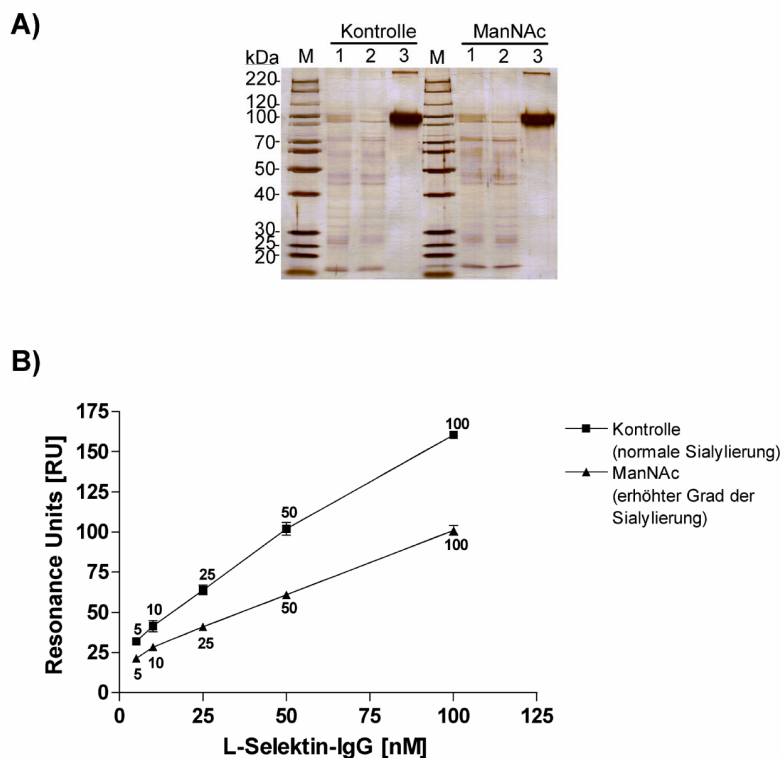 A)
Kontrolle ManNAc
kDa M 1 2 3 M 1 2 3
220
120
100
70
50
40
30
25
20
B)
Resonance Units [RU]
175
150
125
100
75
50
25
0
5
10
25
50
100
5
10
25
50
100
0 25 50 75 100 125
L-Selektin-IgG [nM]
Kontrolle
(normale Sialylierung)
ManNAc
(erhöhter Grad der
Sialylierung)